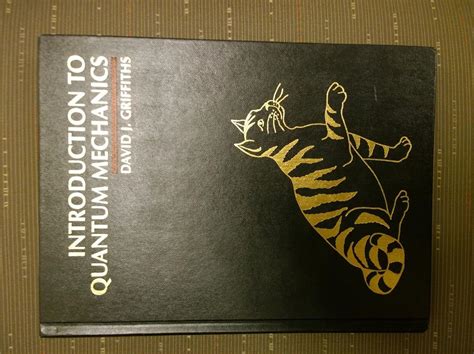 INTRODUCTION TO
QUANTUM MECHANICS
DAVID J. GRIFFITHS